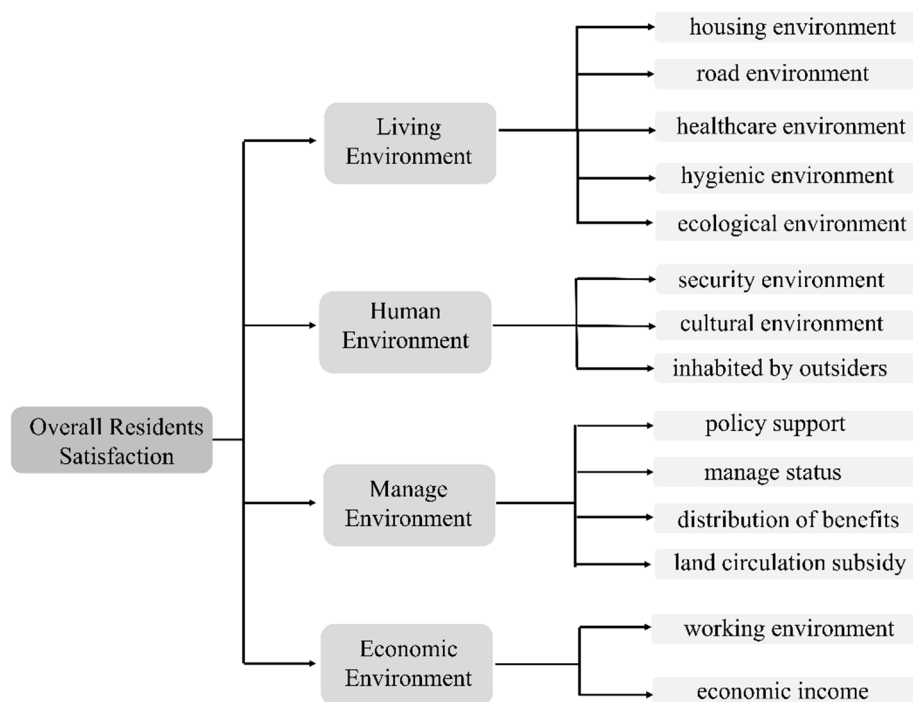 Overall Residents
Satisfaction
Living
Environment
housing environment
road environment
healthcare environment
hygienic environment
ecological environment
Human
Environment
security environment
cultural environment
inhabited by outsiders
Manage
Environment
policy support
manage status
distribution of benefits
land circulation subsidy
Economic
Environment
working environment
economic income